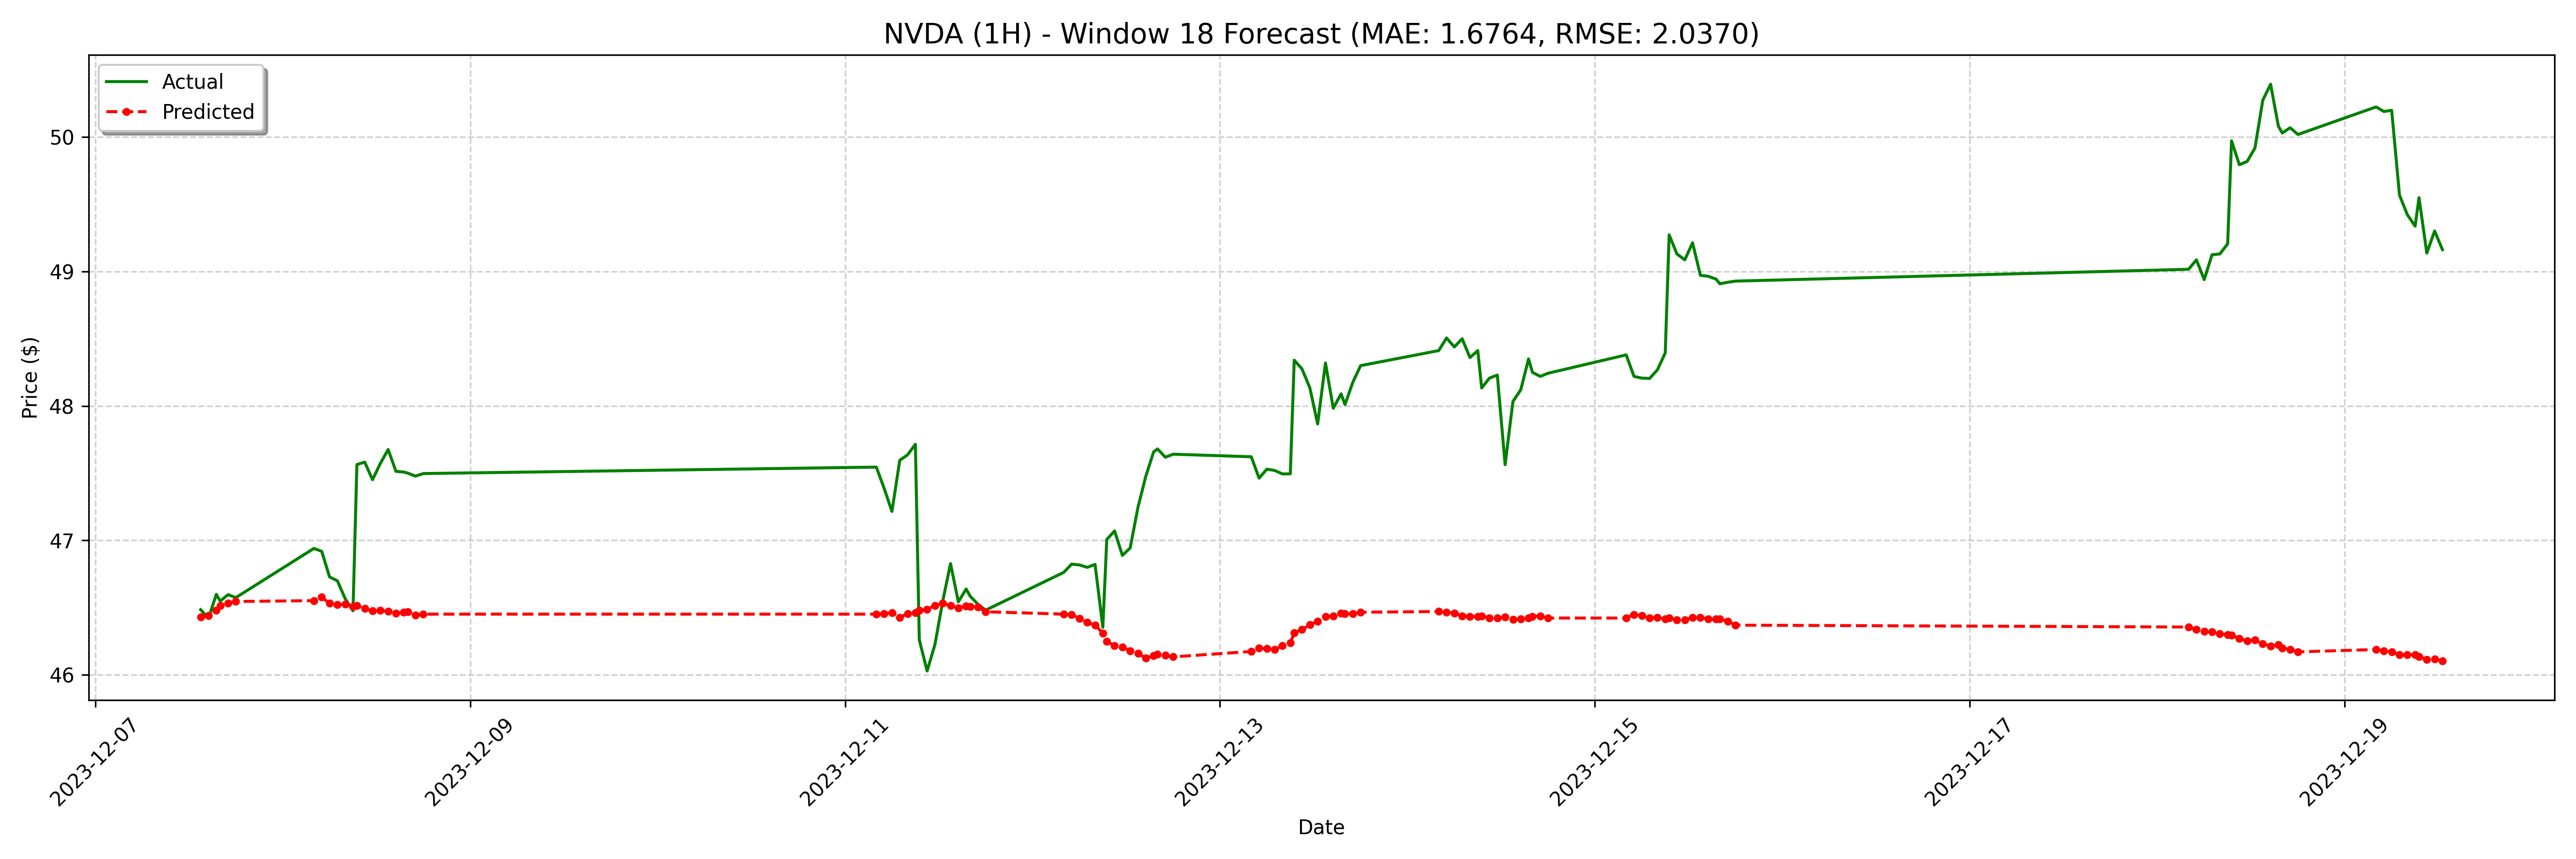 NVDA (1H) - Window 18 Forecast (MAE: 1.6764, RMSE: 2.0370)
Actual
Predicted
Price ($)
50
49
48
47
46
2023-12-07
2023-12-09
2023-12-11
2023-12-13
2023-12-15
2023-12-17
2023-12-19
Date